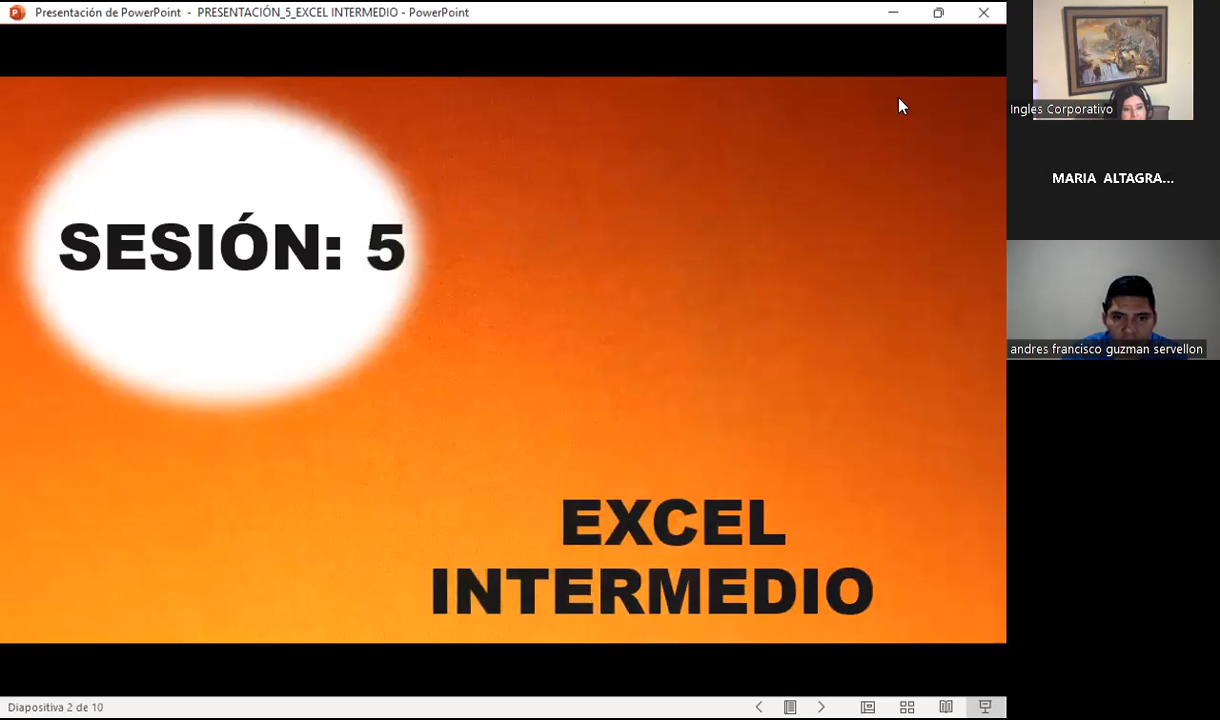 Presentación de PowerPoint - PRESENTACIÓN_5_EXCEL INTERMEDIO - PowerPoint
SESIÓN: 5
EXCEL
INTERMEDIO
Diapositiva 2 de 10
Ingles Corporativo
MARIA ALTAGRA...
andres francisco guzman servellon